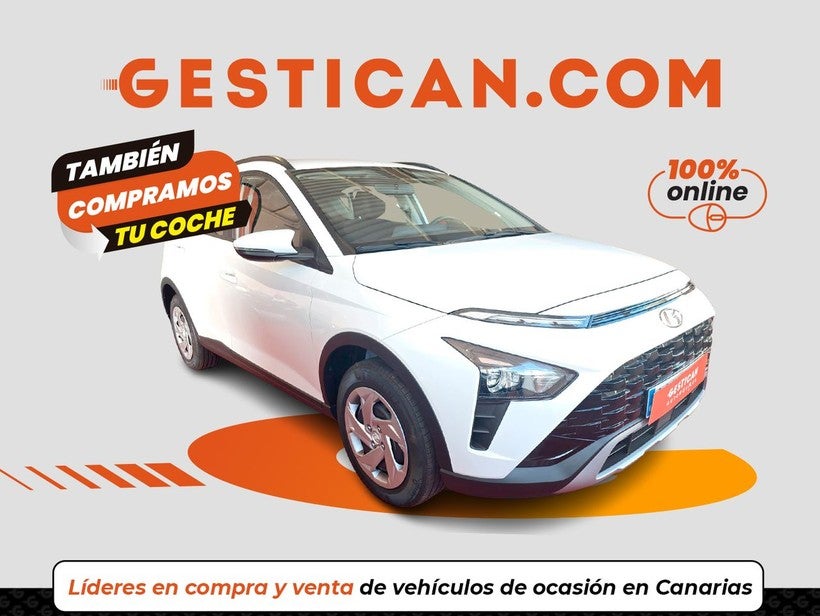 GESTICAN.COM
TAMBIÉN
COMPRAMOS
TU COCHE
100%
online
GESTICAN
Líderes en compra y venta de vehículos de ocasión en Canarias